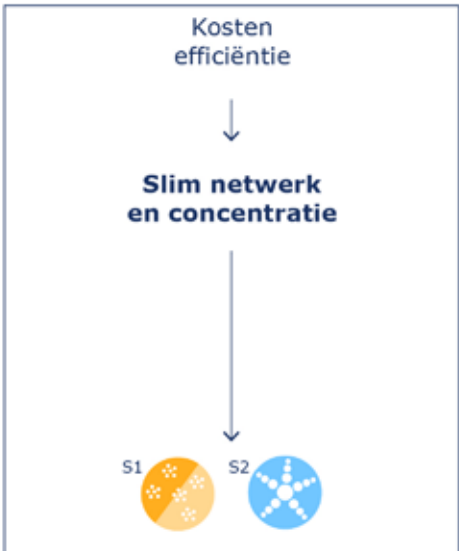 Kosten
efficiëntie
Slim netwerk
en concentratie
S1 S2